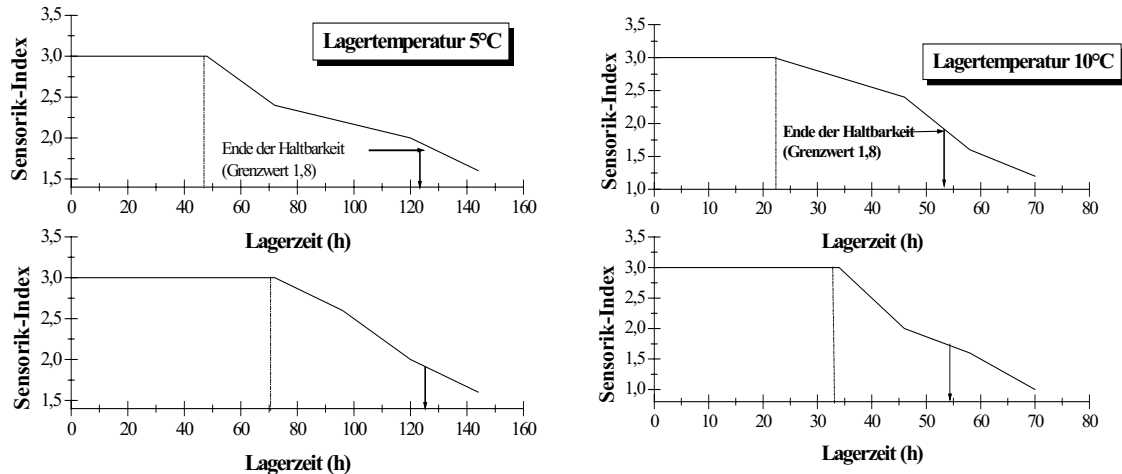 Lagertemperatur 5°C
Sensorik-Index
3,5
3,0
2,5
2,0
1,5
Ende der Haltbarkeit
(Grenzwert 1,8)
0 20 40 60 80 100 120 140 160
Lagerzeit (h)
Lagertemperatur 10°C
Sensorik-Index
3,5
3,0
2,5
2,0
1,5
1,0
Ende der Haltbarkeit
(Grenzwert 1,8)
0 10 20 30 40 50 60 70 80
Lagerzeit (h)
Sensorik-Index
3,5
3,0
2,5
2,0
1,5
0 20 40 60 80 100 120 140 160
Lagerzeit (h)
Sensorik-Index
3,5
3,0
2,5
2,0
1,5
1,0
0 10 20 30 40 50 60 70 80
Lagerzeit (h)